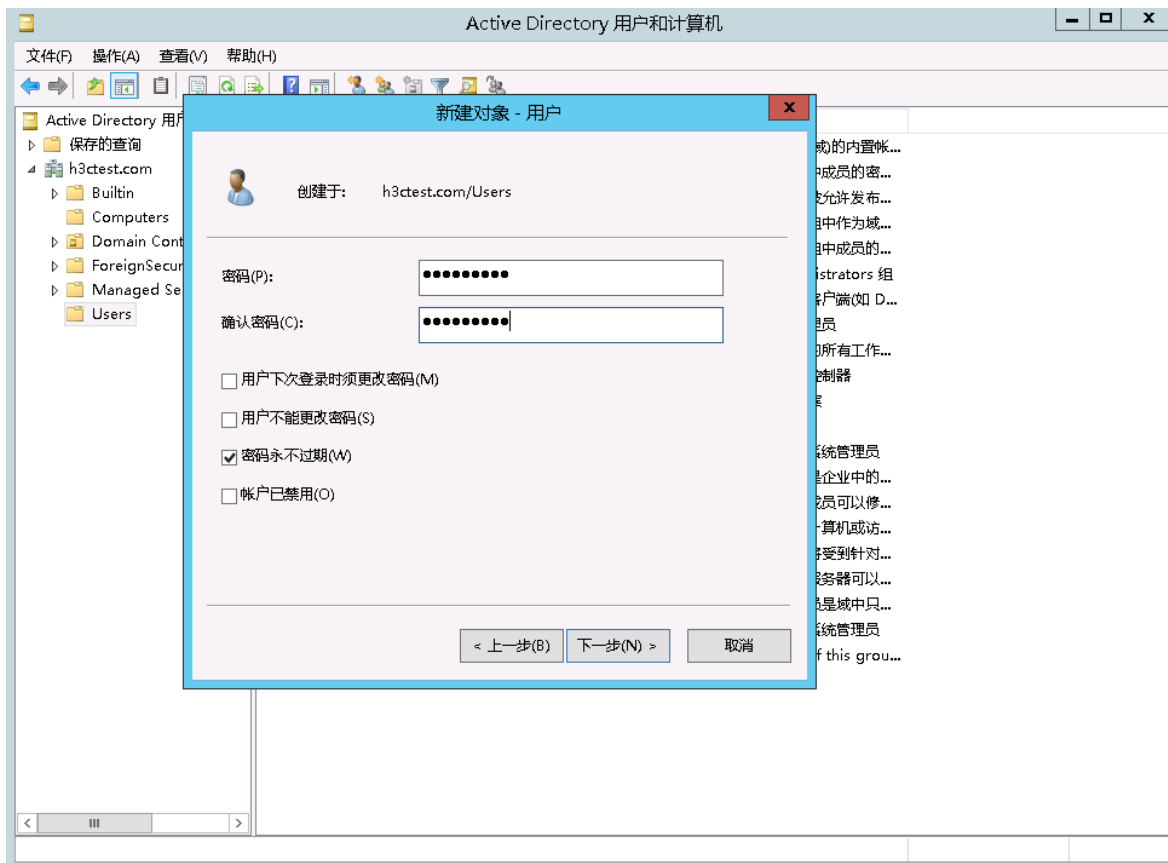 Active Directory 用户和计算机
文件(F) 操作(A) 查看(V) 帮助(H)
Active Directory 用
保存的查询
h3ctest.com
Builtin
Computers
Domain Cont
ForeignSecur
Managed Se
Users
新建对象 - 用户
创建于: h3ctest.com/Users
密码(P):
确认密码(C):
用户下次登录时须更改密码(M)
用户不能更改密码(S)
密码永不过期(W)
帐户已禁用(O)
< 上一步(B) 下一步(N) > 取消
的内置帐...
成员的密...
允许发布...
组中作为域...
组中成员的...
istrators 组
客户端(如 D...
所有工作...
控制器
系统管理员
是企业中的...
成员可以修...
计算机或访...
将受到针对...
服务器可以...
员是域中只...
系统管理员
f this grou...